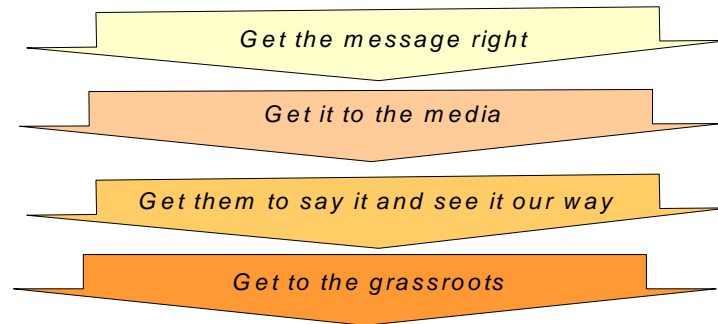 Get the message right
Get it to the media
Get them to say it and see it our way
Get to the grassroots